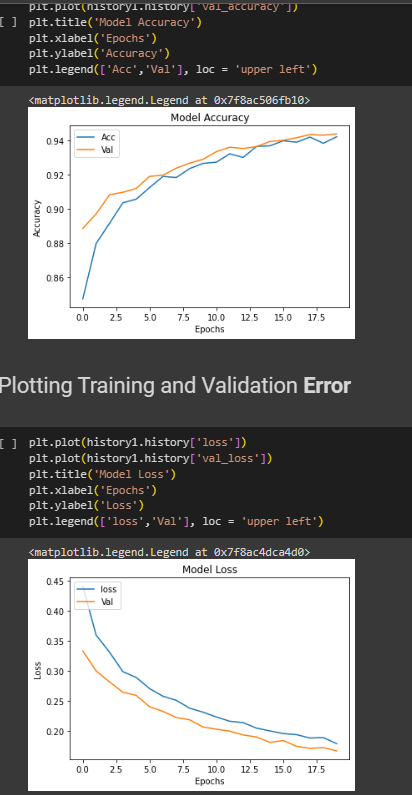 plt.plot(history1.history['val_accuracy'])
[ ] plt.title('Model Accuracy')
plt.xlabel('Epochs')
plt.ylabel('Accuracy')
plt.legend(['Acc','Val'], loc = 'upper left')
<matplotlib.legend.Legend at 0x7f8ac506fb10>
Model Accuracy
Acc
Val
0.94
0.92
0.90
0.88
0.86
Accuracy
0.0 2.5 5.0 7.5 10.0 12.5 15.0 17.5
Epochs
Plotting Training and Validation Error
[ ] plt.plot(history1.history['loss'])
plt.plot(history1.history['val_loss'])
plt.title('Model Loss')
plt.xlabel('Epochs')
plt.ylabel('Loss')
plt.legend(['loss','Val'], loc = 'upper left')
<matplotlib.legend.Legend at 0x7f8ac4dca4d0>
Model Loss
loss
Val
0.45
0.40
0.35
0.30
0.25
0.20
Loss
0.0 2.5 5.0 7.5 10.0 12.5 15.0 17.5
Epochs